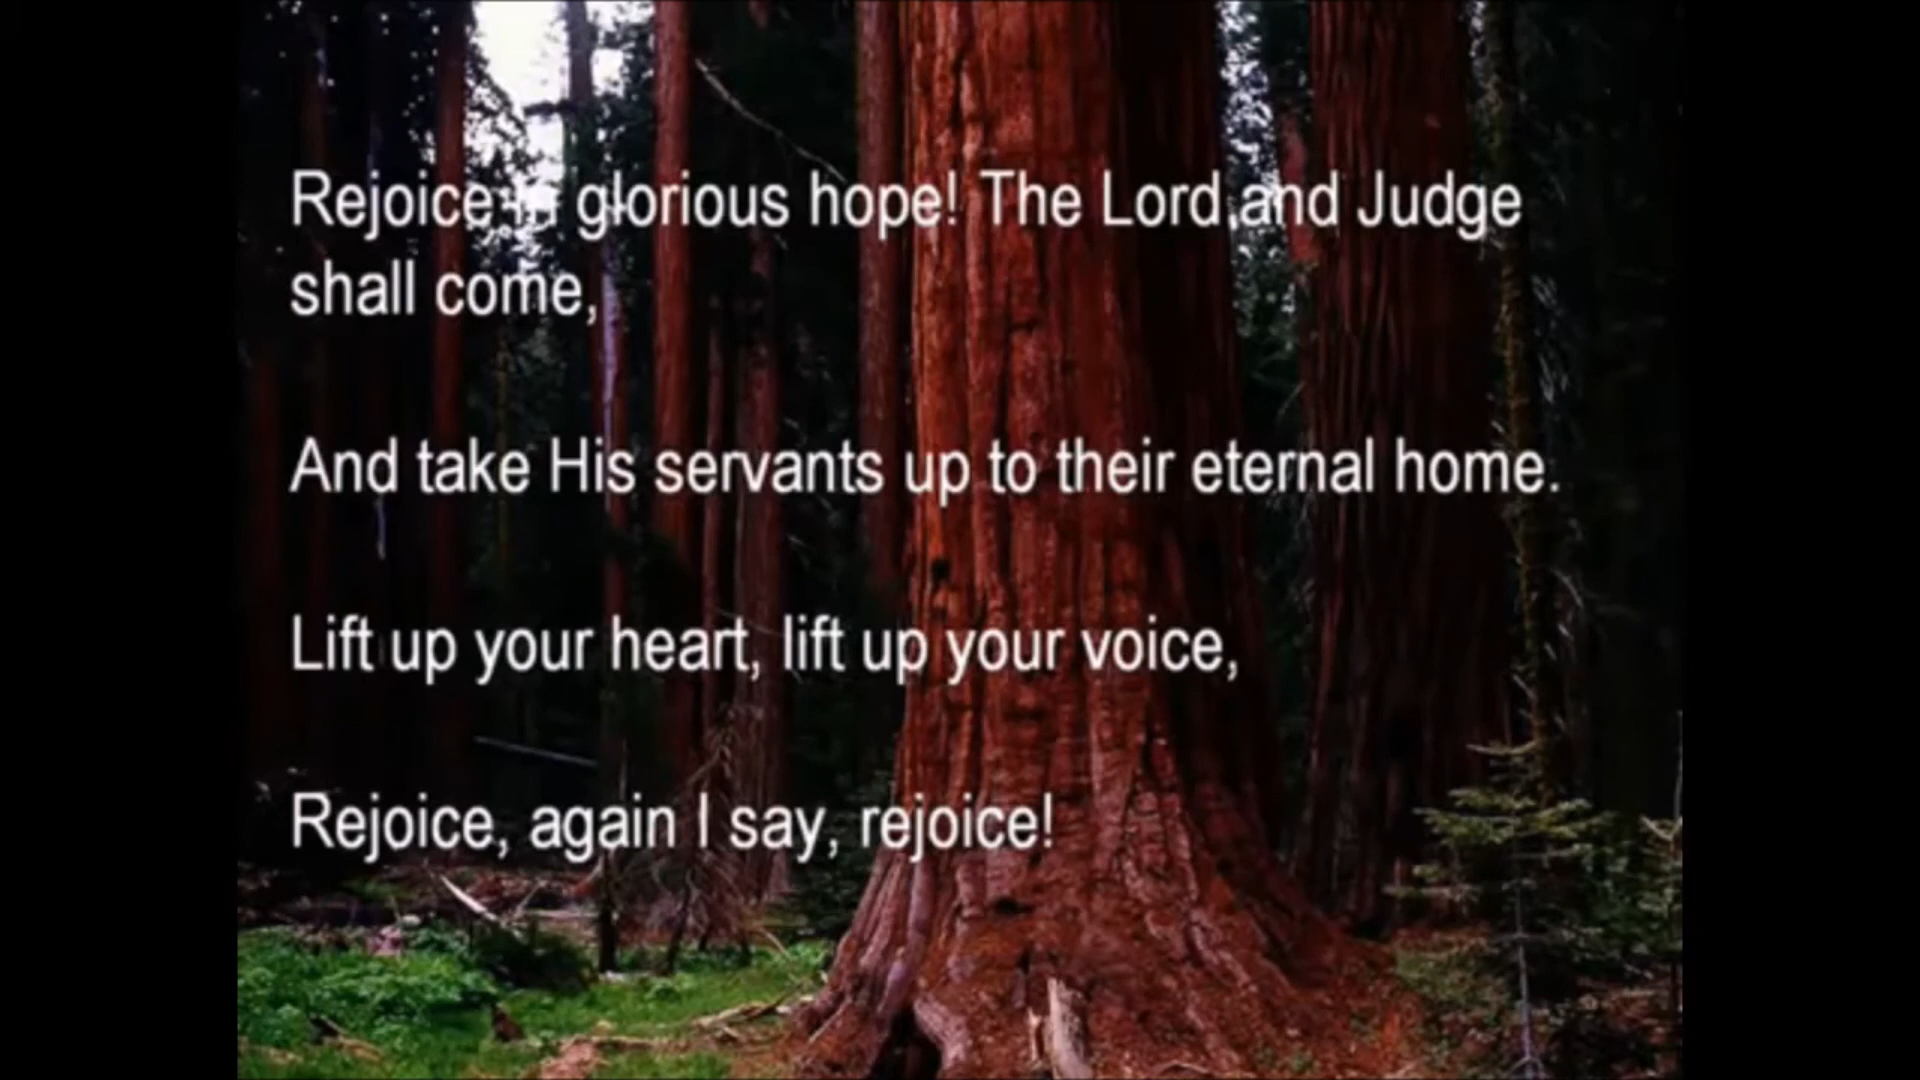 Rejoice in glorious hope! The Lord and Judge
shall come,
And take His servants up to their eternal home.
Lift up your heart, lift up your voice,
Rejoice, again I say, rejoice!